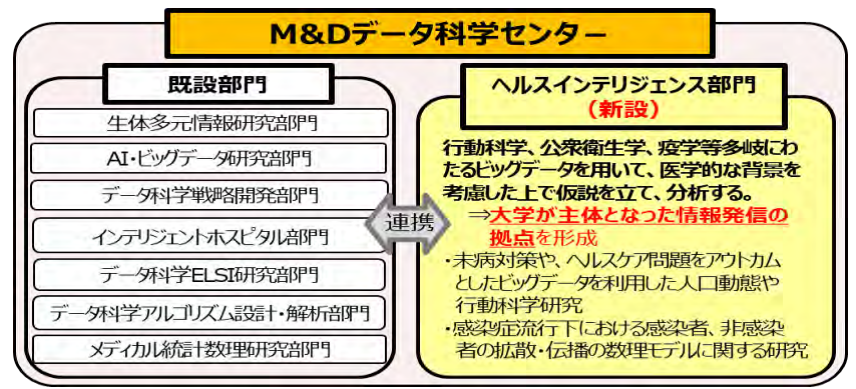 M&Dデータ科学センター
既設部門
生体多元情報研究部門
AI・ビッグデータ研究部門
データ科学戦略開発部門
インテリジェントホスピタル部門
データ科学ELSI研究部門
データ科学アルゴリズム設計・解析部門
メディカル統計数理研究部門
連携
ヘルスインテリジェンス部門
(新設)
行動科学、公衆衛生学、疫学等多岐にわ
たるビッグデータを用いて、医学的な背景を
考慮した上で仮説を立て、分析する。
⇒大学が主体となった情報発信の
拠点を形成
・未病対策や、ヘルスケア問題をアウトカム
としたビッグデータを利用した人口動態や
行動科学研究
・感染症流行下における感染者、非感染
者の拡散・伝播の数理モデルに関する研究